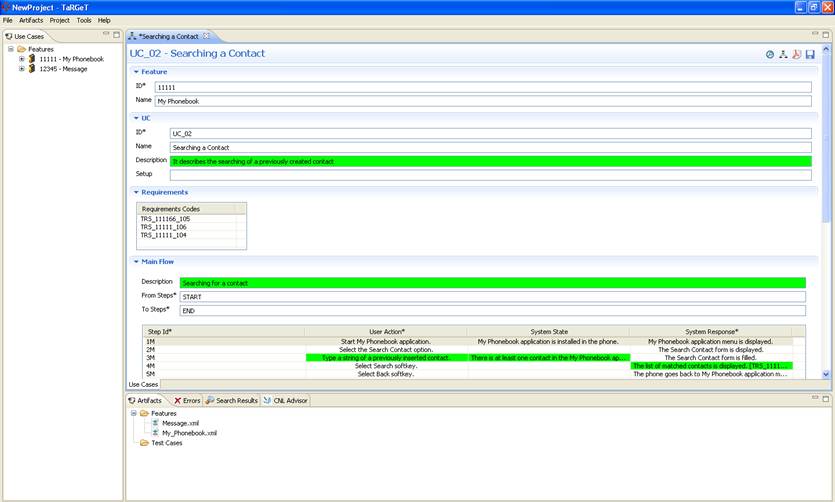 NewProject - TaRGeT
File Artifacts Project Tools Help
Use Cases
Features
11111 - My Phonebook
12345 - Message
*Searching a Contact
UC_02 - Searching a Contact
Feature
ID* 11111
Name My Phonebook
UC
ID* UC_02
Name Searching a Contact
Description It describes the searching of a previously created contact
Setup
Requirements
Requirements Codes
TRS_111166_105
TRS_11111_106
TRS_11111_104
Main Flow
Description Searching for a contact
From Steps* START
To Steps* END
Step Id* User Action* System State System Response*
1M Start My Phonebook application. My Phonebook application is installed in the phone. My Phonebook application menu is displayed.
2M Select the Search Contact option. The Search Contact form is displayed.
3M Type a string of a previously inserted contact. There is at least one contact in the My Phonebook ap... The Search Contact form is filled.
4M Select Search softkey. The list of matched contacts is displayed. [TRS_1111...
5M Select Back softkey. The phone goes back to My Phonebook application m...
Use Cases
Artifacts Errors Search Results CNL Advisor
Features
Message.xml
My_Phonebook.xml
Test Cases